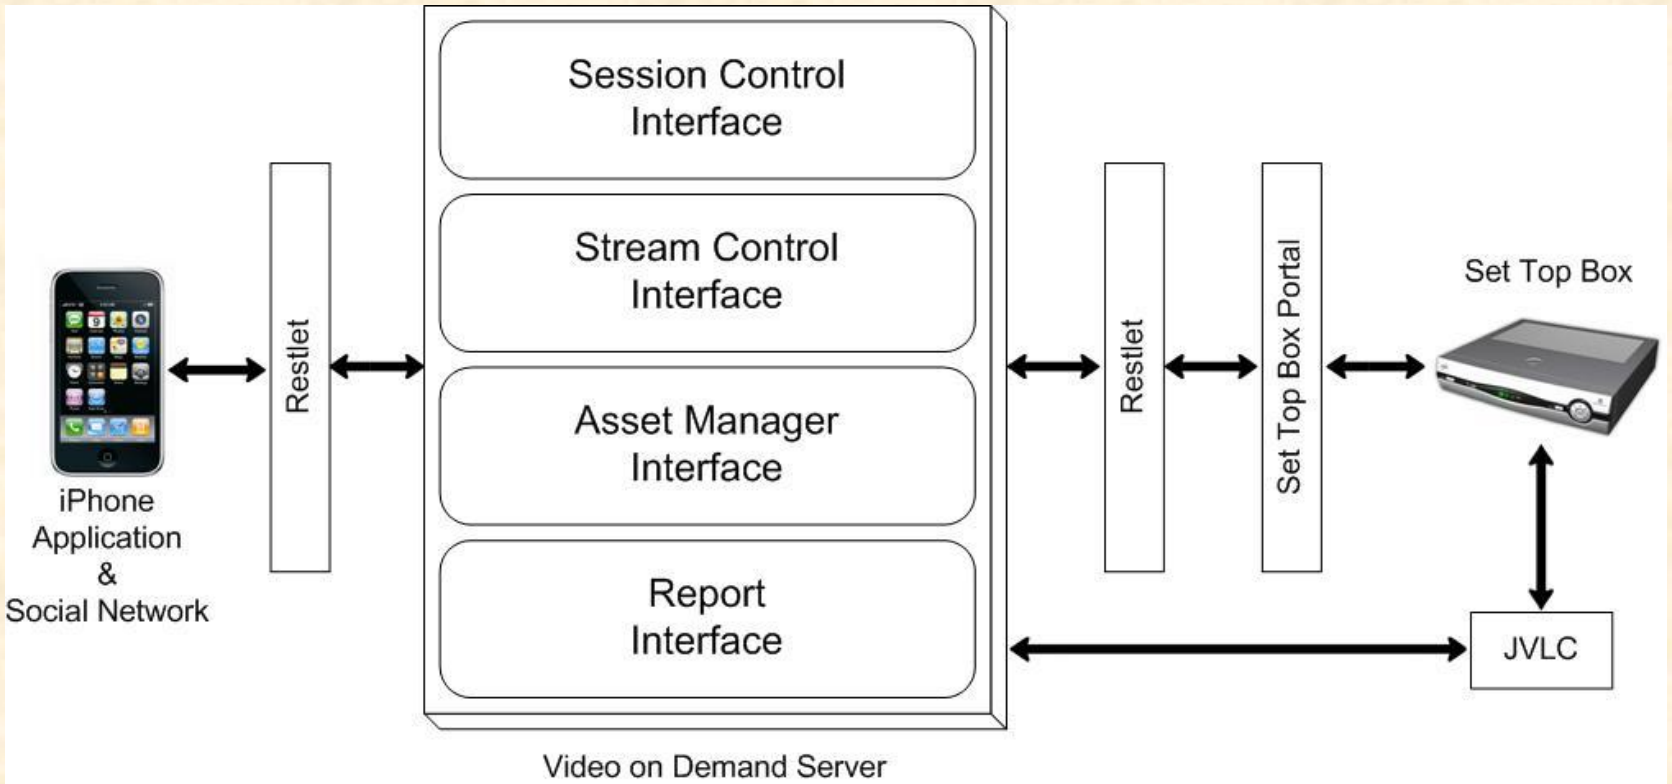 Session Control
Interface
Stream Control
Interface
Asset Manager
Interface
Report
Interface
Video on Demand Server
iPhone
Application
&
Social Network
Restlet
Restlet
Set Top Box Portal
Set Top Box
JVLC